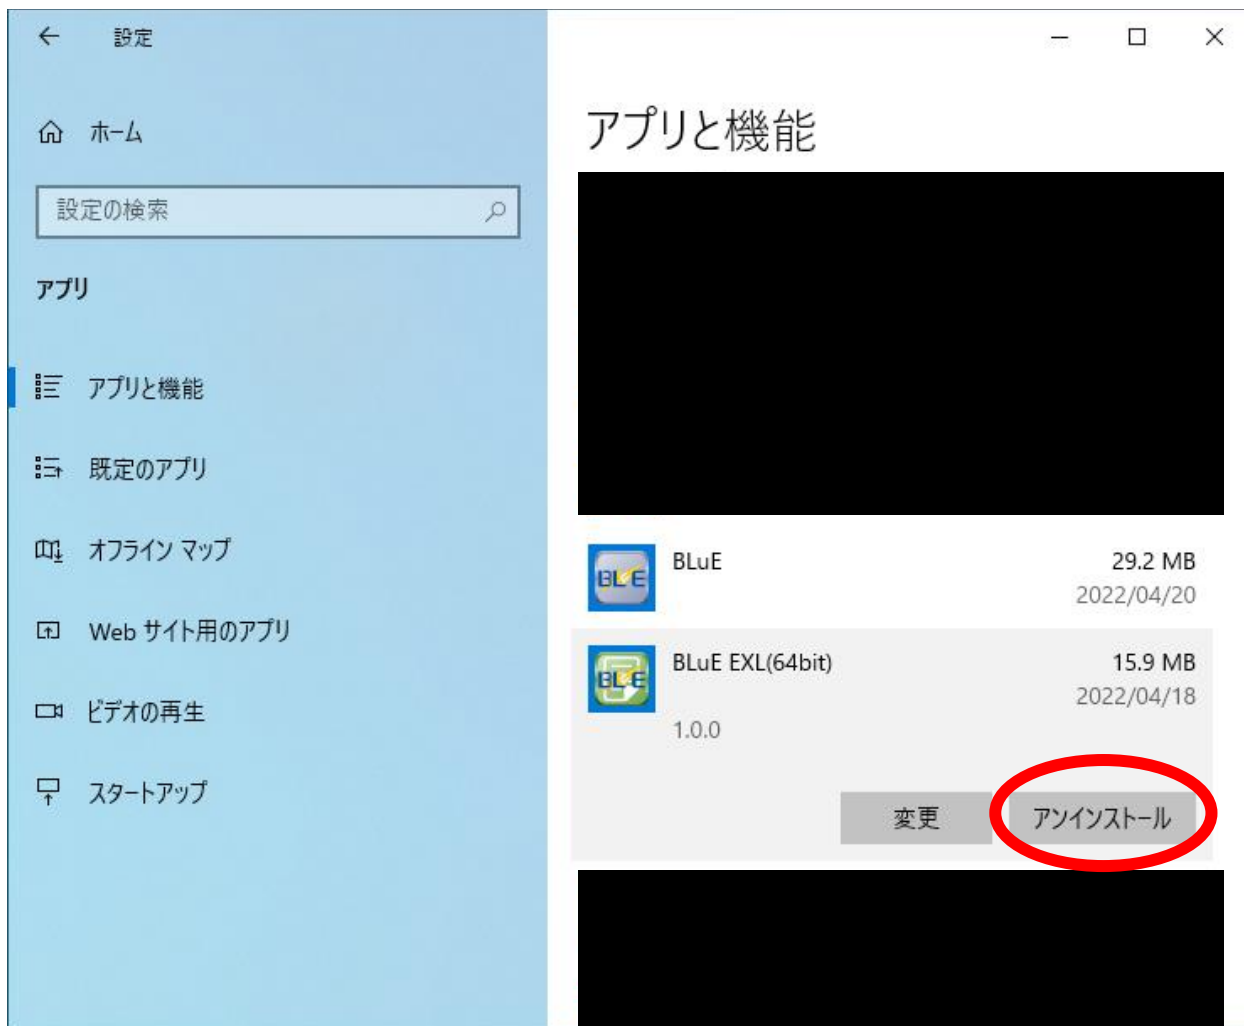 設定
ホーム
設定の検索
アプリ
アプリと機能
既定のアプリ
オフライン マップ
Web サイト用のアプリ
ビデオの再生
スタートアップ
アプリと機能
BLuE
BLuE 29.2 MB
2022/04/20
BLuE
BLuE EXL(64bit) 15.9 MB
2022/04/18
1.0.0
変更 アンインストール